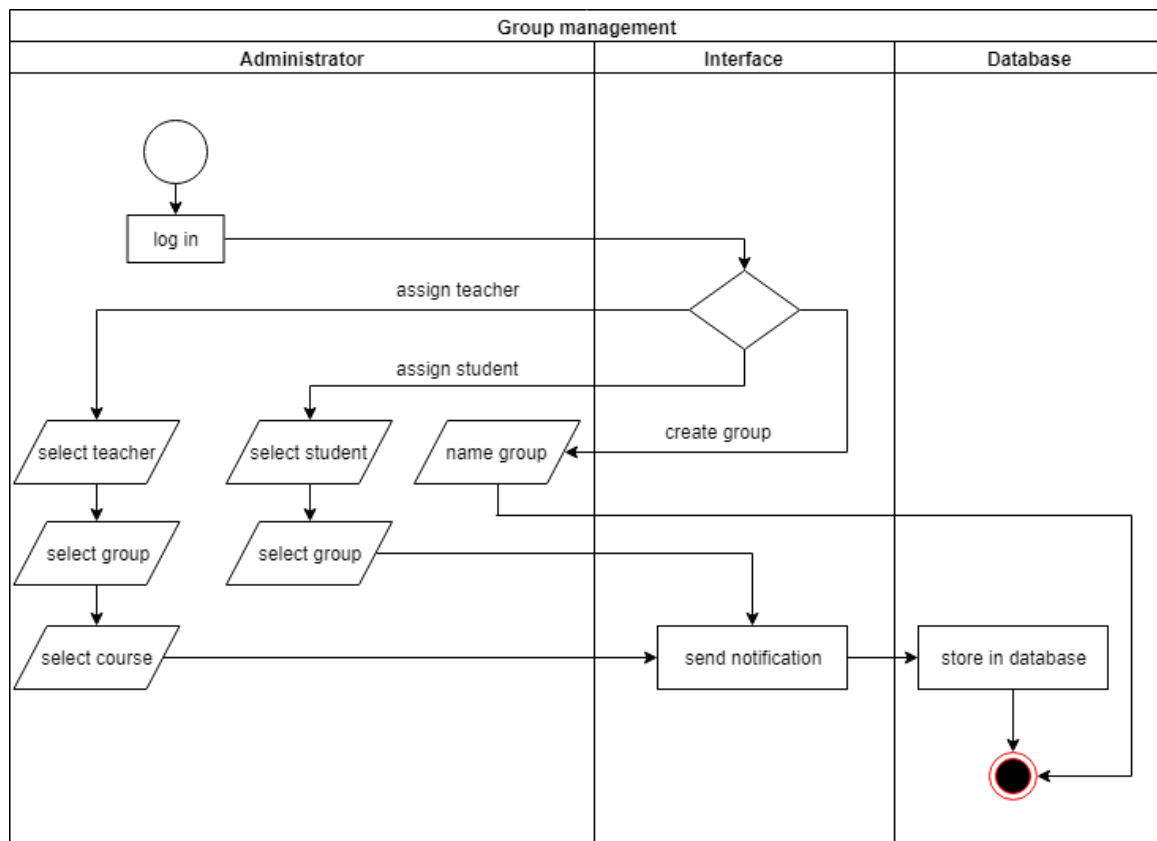 Group management
Administrator
Interface
Database
log in
assign teacher
assign student
create group
select teacher
select student
name group
select group
select group
select course
send notification
store in database